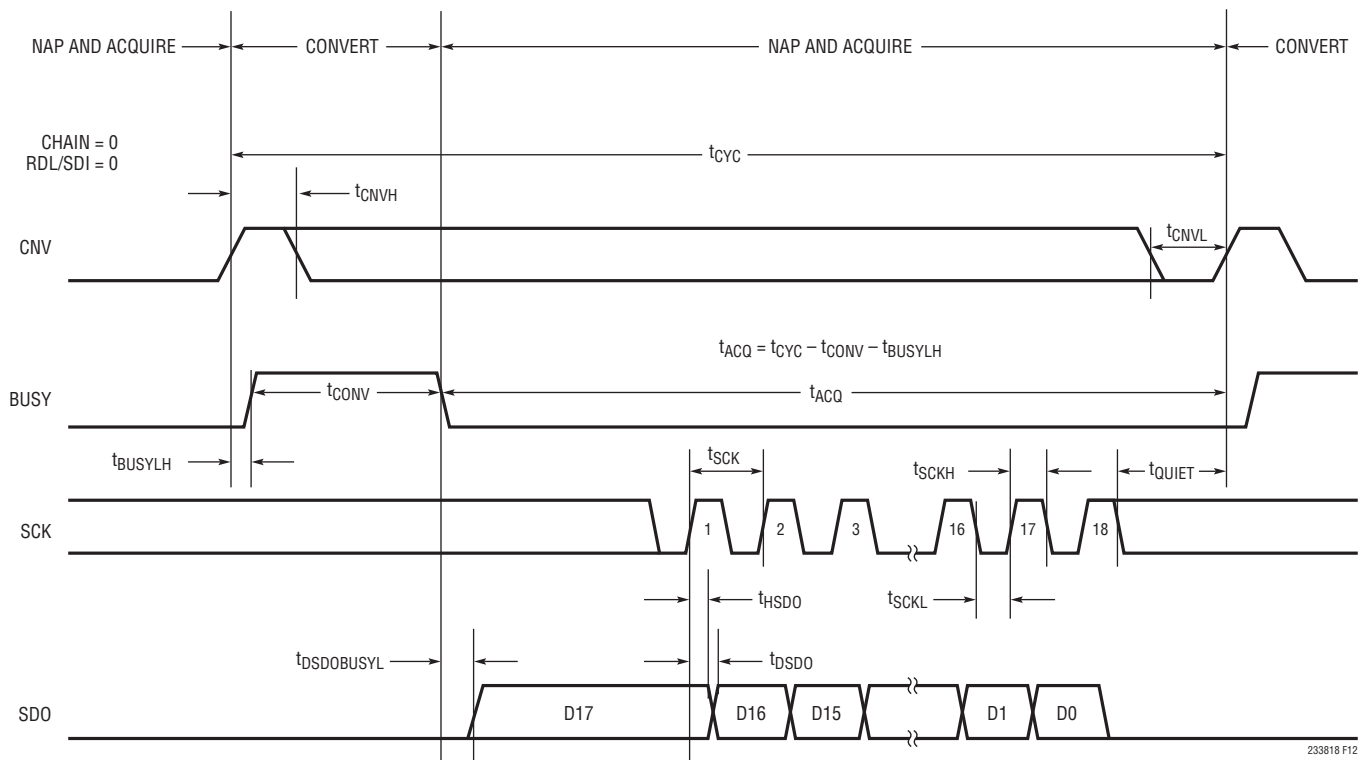 NAP AND ACQUIRE CONVERT NAP AND ACQUIRE CONVERT
CHAIN = 0
RDL/SDI = 0
tCYC
tCNVH
tCNVL
CNV
tACQ = tCYC – tCONV – tBUSYLH
tCONV tACQ
BUSY
tBUSYLH
tSCK tSCKH tQUIET
SCK 1 2 3 16 17 18
tHSDO tSCKL
tDSDOBUSYL tDSDO
SDO D17 D16 D15 D1 D0
233818 F12